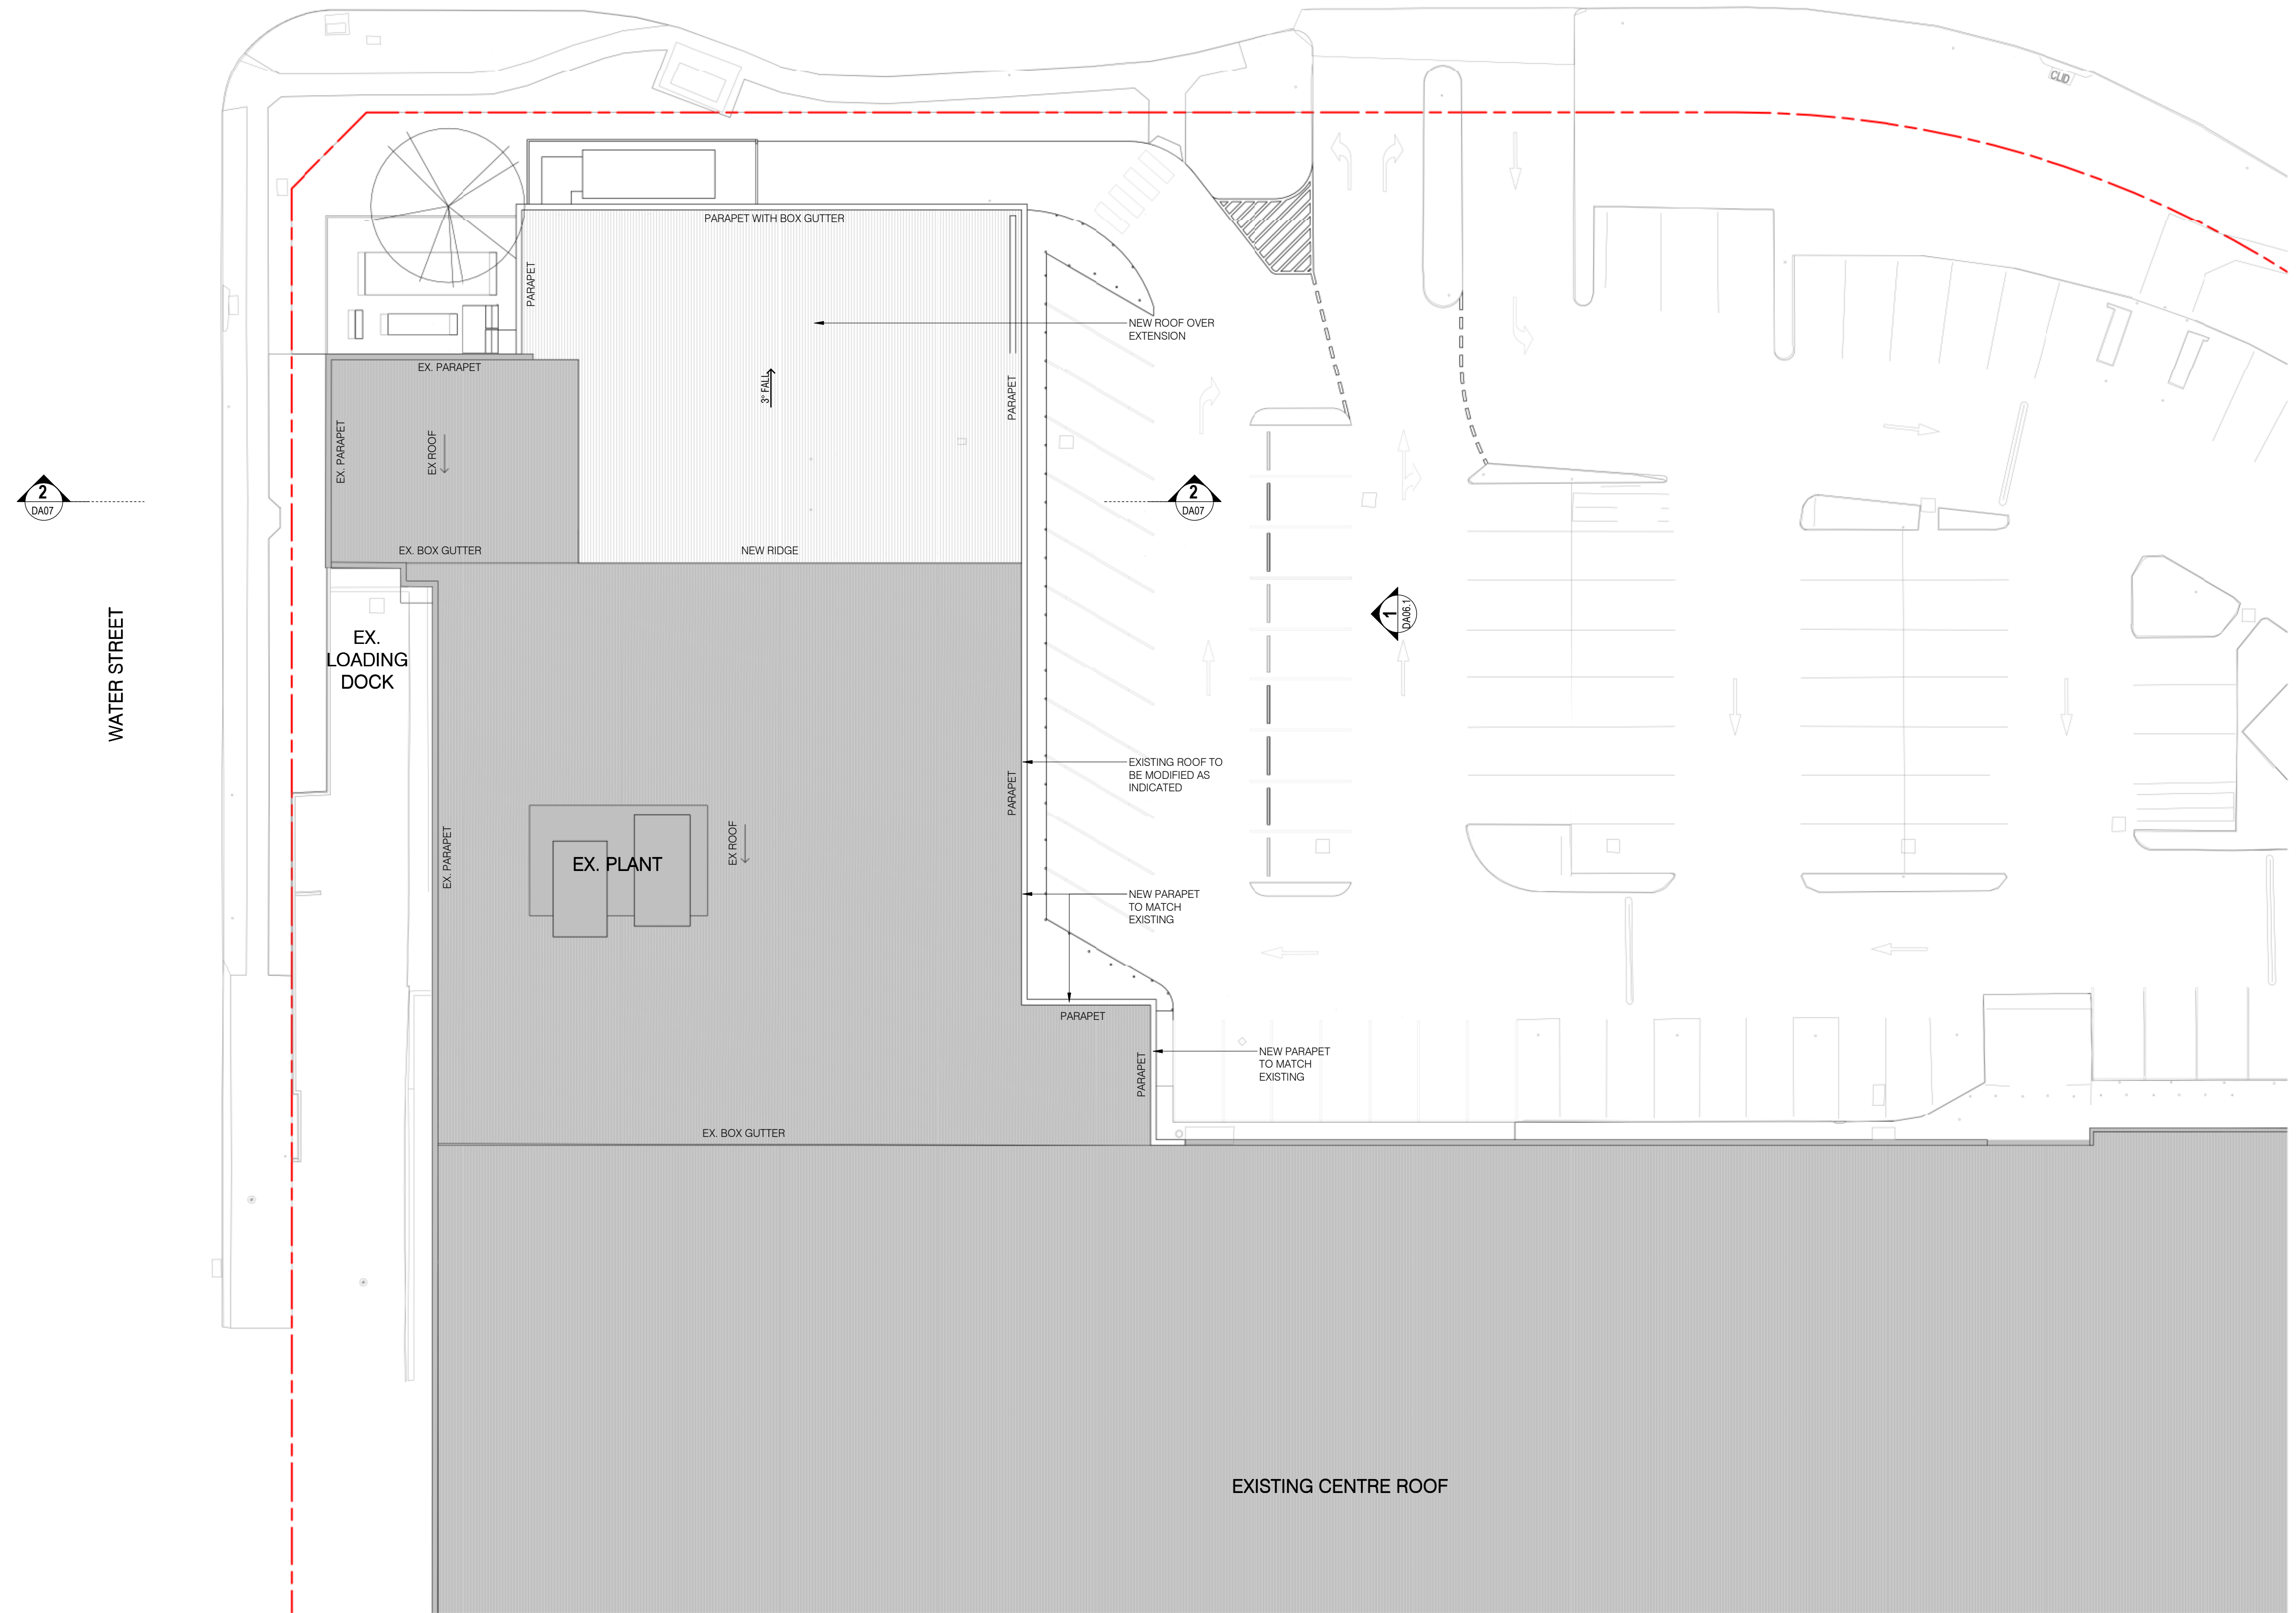 CLID
PARAPET WITH BOX GUTTER
PARAPET
NEW ROOF OVER
EXTENSION
EX. PARAPET
3° FALL
PARAPET
EX. PARAPET
EX ROOF
2
DA07
2
DA07
EX. BOX GUTTER
NEW RIDGE
1
DA06.1
WATER STREET
EX.
LOADING
DOCK
EXISTING ROOF TO
BE MODIFIED AS
INDICATED
PARAPET
EX. PARAPET
EX. PLANT
EX ROOF
NEW PARAPET
TO MATCH
EXISTING
PARAPET
PARAPET
NEW PARAPET
TO MATCH
EXISTING
EX. BOX GUTTER
EXISTING CENTRE ROOF